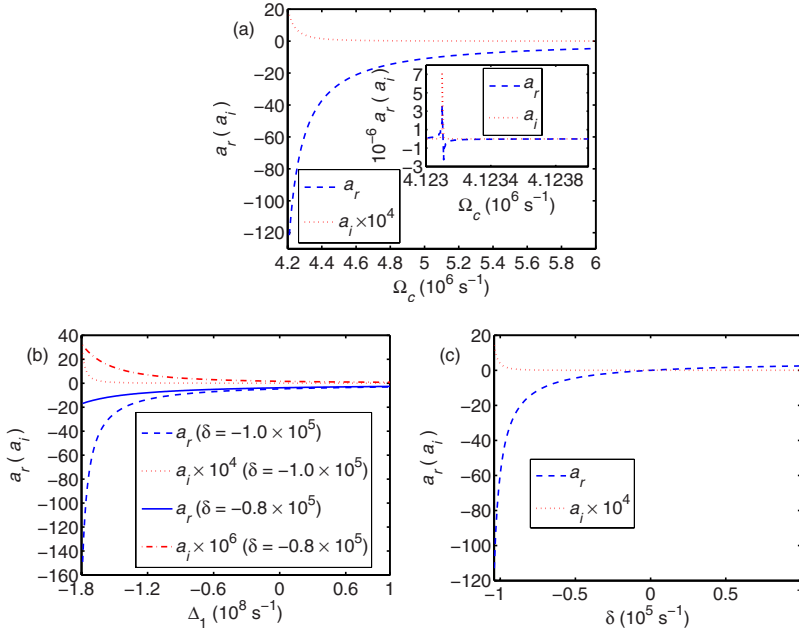 (a)
20
0
−20
−40
−60
−80
−100
−120
a_r (a_i)
4.2 4.4 4.6 4.8 5 5.2 5.4 5.6 5.8 6
Ω_c (10^6 s^−1)
a_r
a_i × 10^4
10^−6 a_r (a_i)
7
5
3
1
−1
−3
4.123 4.1234 4.1238
Ω_c (10^6 s^−1)
a_r
a_i
(b)
40
20
0
−20
−40
−60
−80
−100
−120
−140
−160
a_r (a_i)
−1.8 −1.2 −0.6 0 0.6 1
Δ_1 (10^8 s^−1)
a_r (δ = −1.0 × 10^5)
a_i × 10^4 (δ = −1.0 × 10^5)
a_r (δ = −0.8 × 10^5)
a_i × 10^6 (δ = −0.8 × 10^5)
(c)
20
0
−20
−40
−60
−80
−100
−120
a_r (a_i)
−1 −0.5 0 0.5 1
δ (10^5 s^−1)
a_r
a_i × 10^4